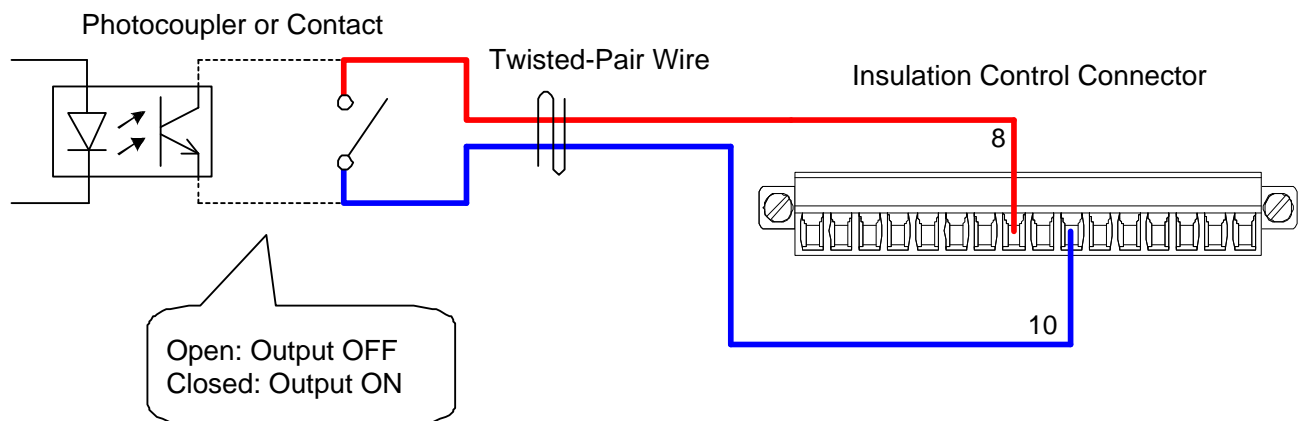 Photocoupler or Contact
Twisted-Pair Wire
Insulation Control Connector
8
10
Open: Output OFF
Closed: Output ON